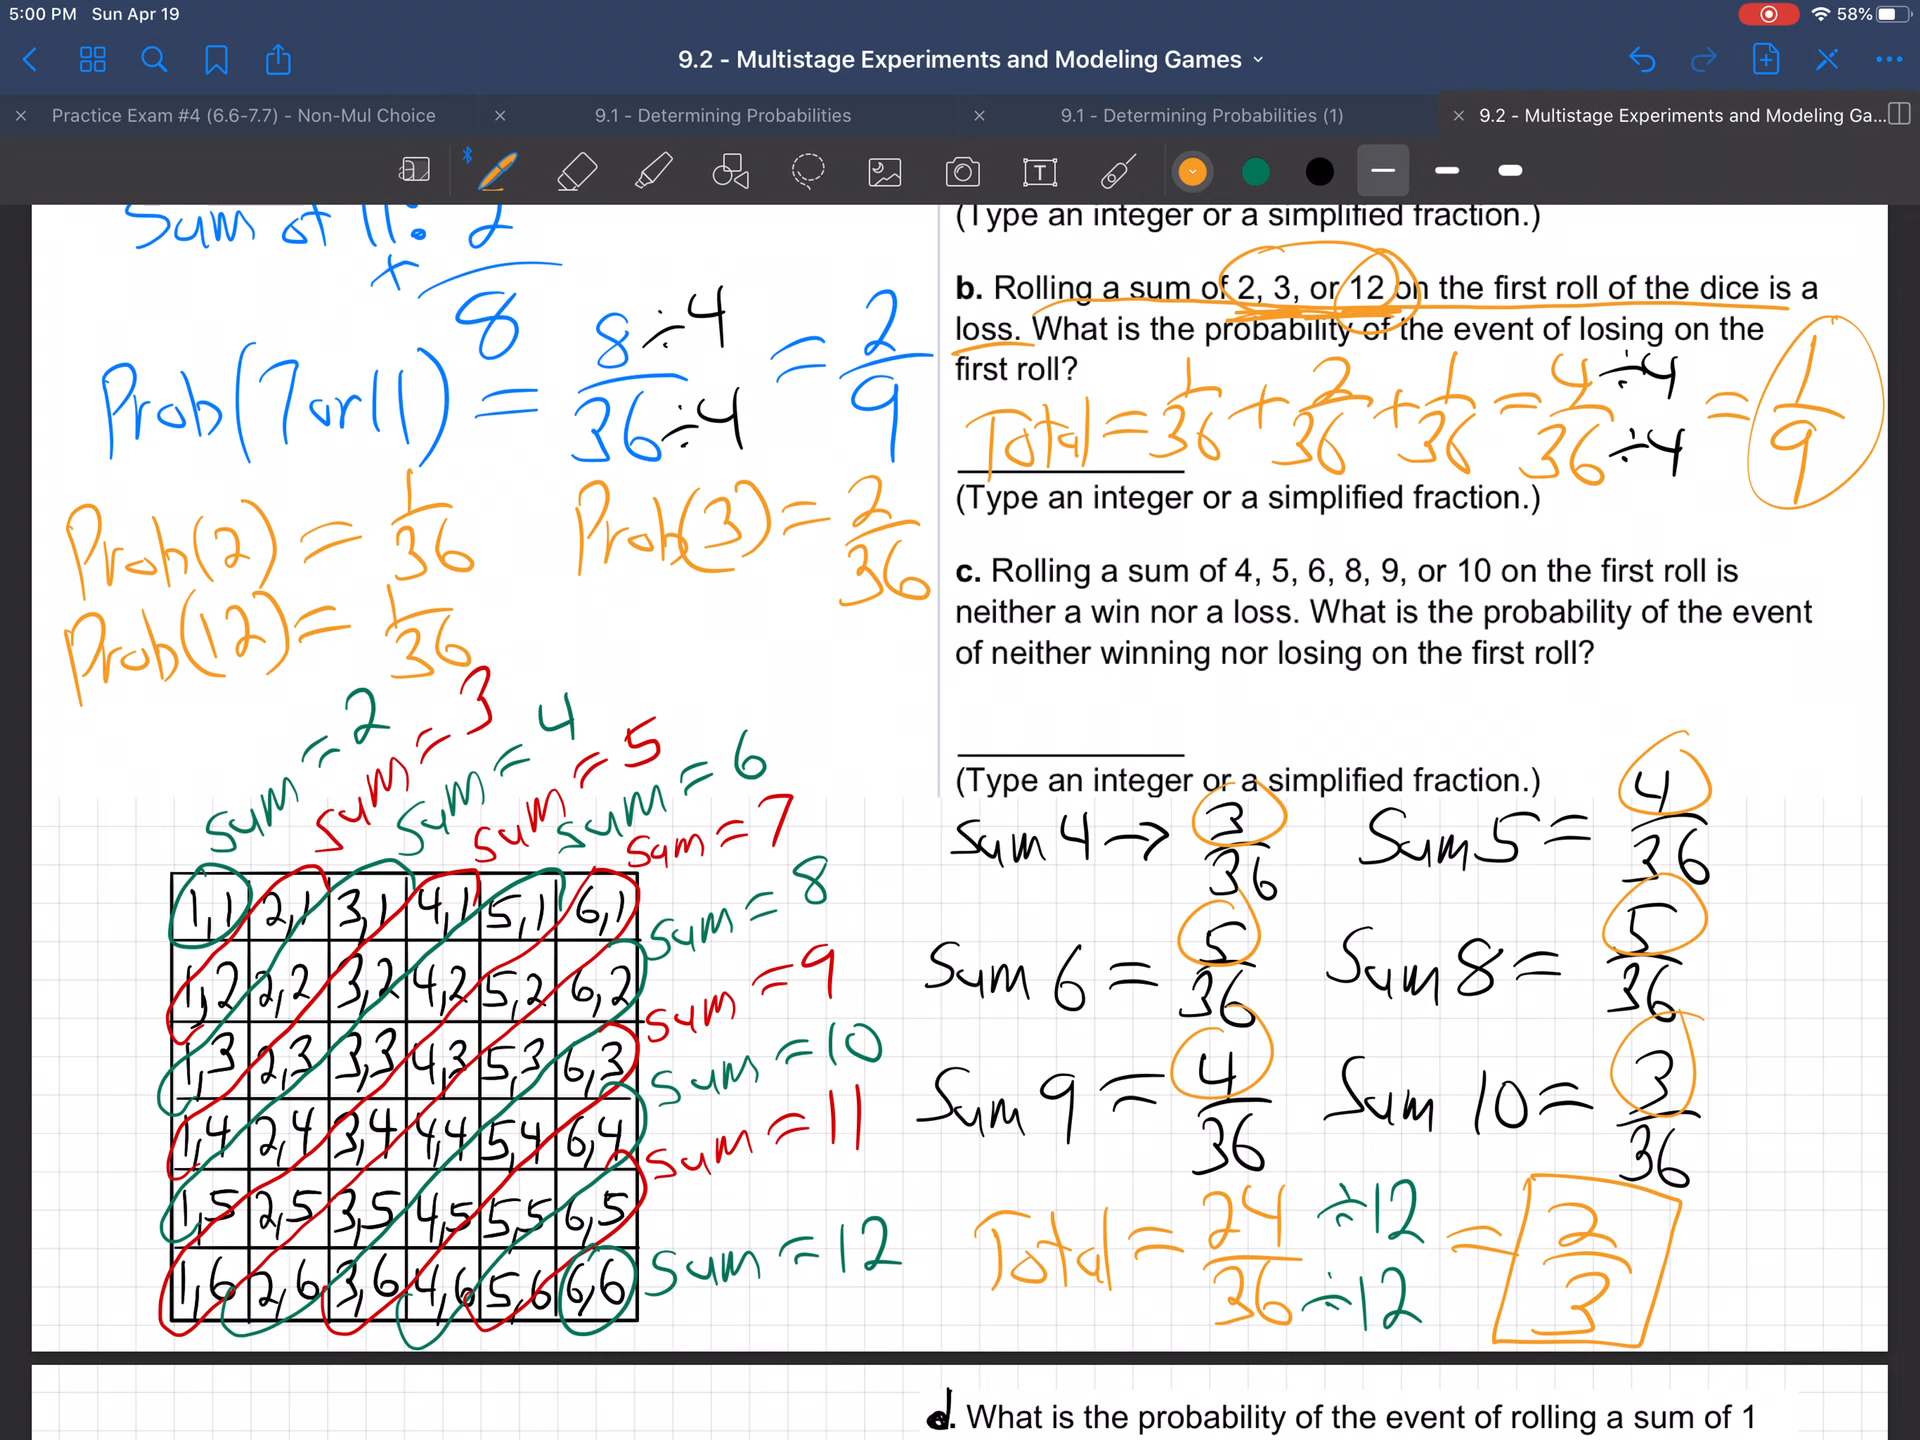 5:00 PM Sun Apr 19
58%
9.2 - Multistage Experiments and Modeling Games
Practice Exam #4 (6.6-7.7) - Non-Mul Choice
9.1 - Determining Probabilities
9.1 - Determining Probabilities (1)
9.2 - Multistage Experiments and Modeling Ga...
T
Sum of 11: 2
+
8
Prob(7 or 11) = 8/36 ÷4/÷4 = 2/9
Prob(2) = 1/36
Prob(3) = 2/36
Prob(12) = 1/36
sum = 2
sum = 3
sum = 4
sum = 5
sum = 6
sum = 7
sum = 8
sum = 9
sum = 10
sum = 11
sum = 12
1,1 2,1 3,1 4,1 5,1 6,1
1,2 2,2 3,2 4,2 5,2 6,2
1,3 2,3 3,3 4,3 5,3 6,3
1,4 2,4 3,4 4,4 5,4 6,4
1,5 2,5 3,5 4,5 5,5 6,5
1,6 2,6 3,6 4,6 5,6 6,6
(Type an integer or a simplified fraction.)
b. Rolling a sum of 2, 3, or 12 on the first roll of the dice is a
loss. What is the probability of the event of losing on the
first roll?
Total = 1/36 + 2/36 + 1/36 = 4/36 ÷4/÷4 = 1/9
(Type an integer or a simplified fraction.)
c. Rolling a sum of 4, 5, 6, 8, 9, or 10 on the first roll is
neither a win nor a loss. What is the probability of the event
of neither winning nor losing on the first roll?
(Type an integer or a simplified fraction.)
Sum 4 → 3/36
Sum 5 = 4/36
Sum 6 = 5/36
Sum 8 = 5/36
Sum 9 = 4/36
Sum 10 = 3/36
Total = 24/36 ÷12/÷12 = 2/3
d. What is the probability of the event of rolling a sum of 1